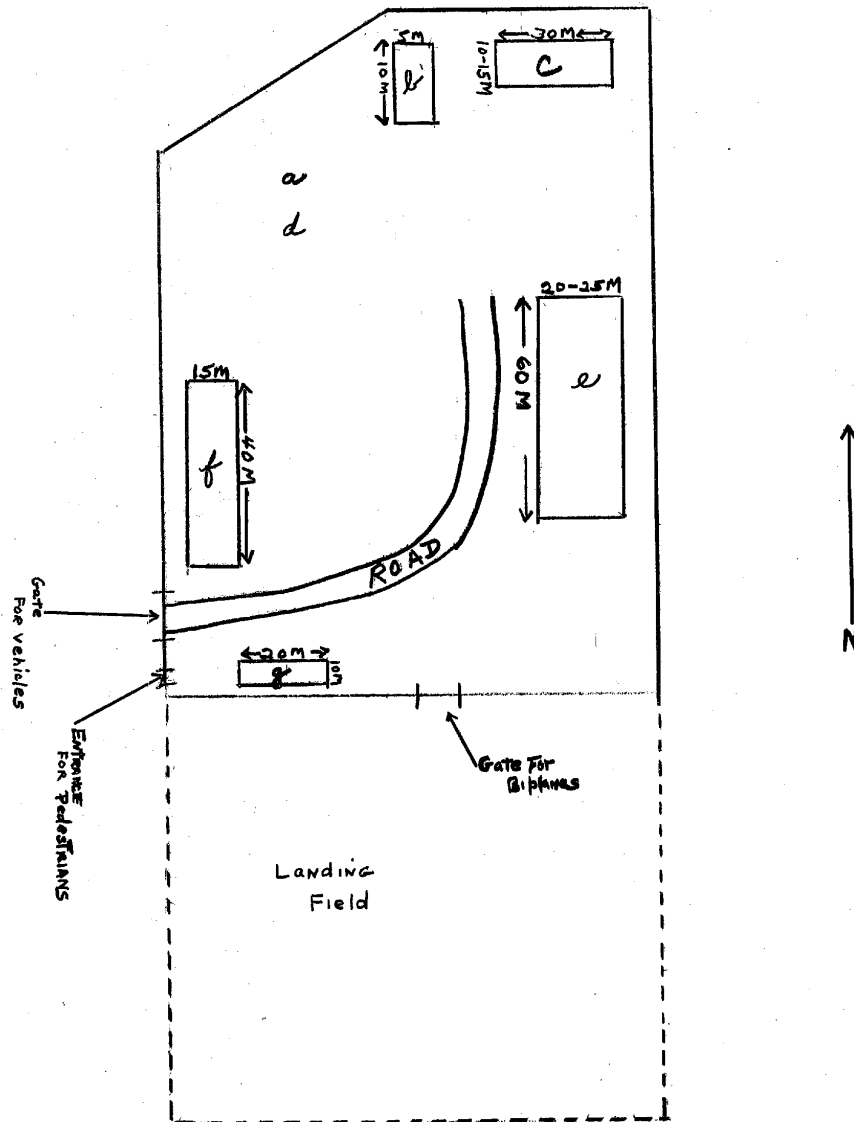 5M
10M
b
30M
10-15M
C
a
d
20-25M
60M
e
15M
40M
f
ROAD
Gate
FOR vehicles
20M
10M
g
ENTRANCE
FOR PedesTRIANS
Gate For
Biplanes
Landing
Field
N